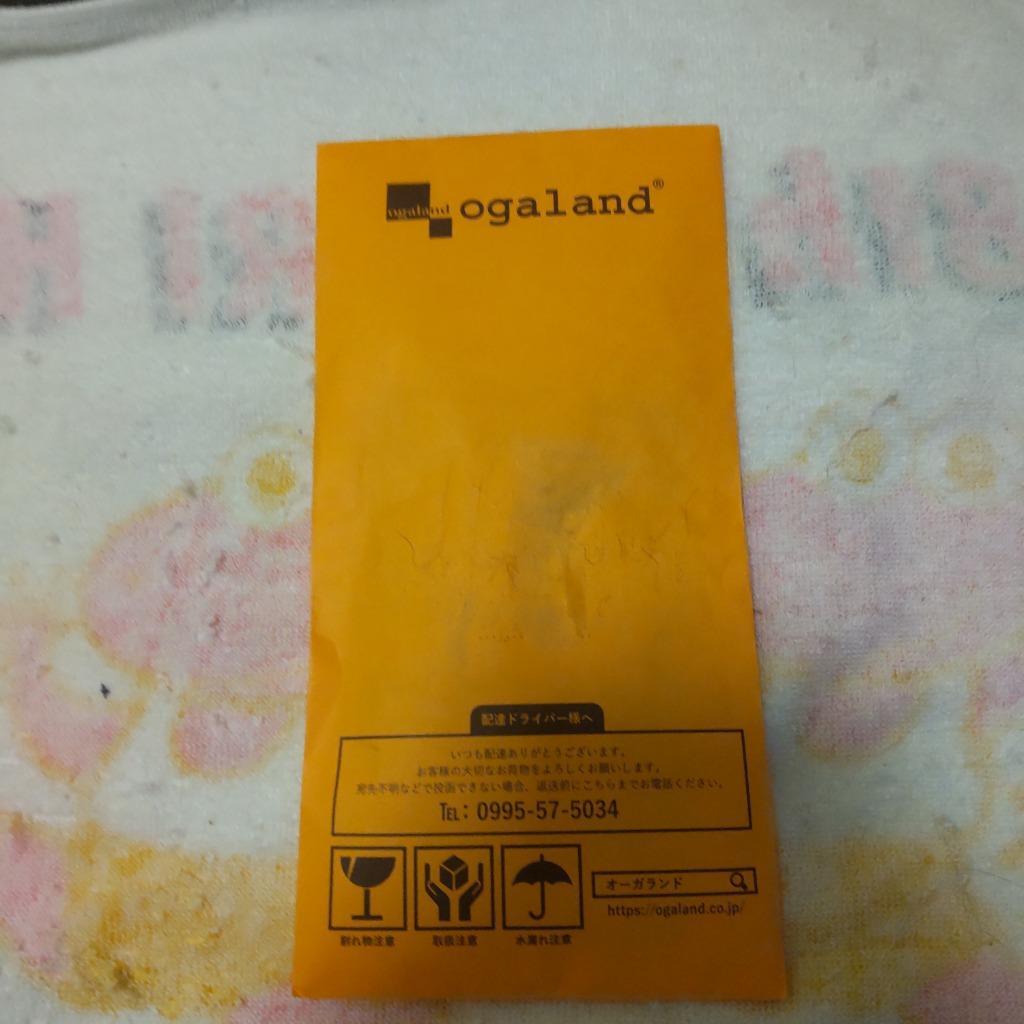 ogaland
ogaland®
配達ドライバー様へ
いつも配達ありがとうございます。
お客様の大切なお荷物をよろしくお願いします。
宛先不明などで投函できない場合、返送前にこちらまでお電話ください。
TEL: 0995-57-5034
オーガランド
https://ogaland.co.jp/
割れ物注意 取扱注意 水濡れ注意